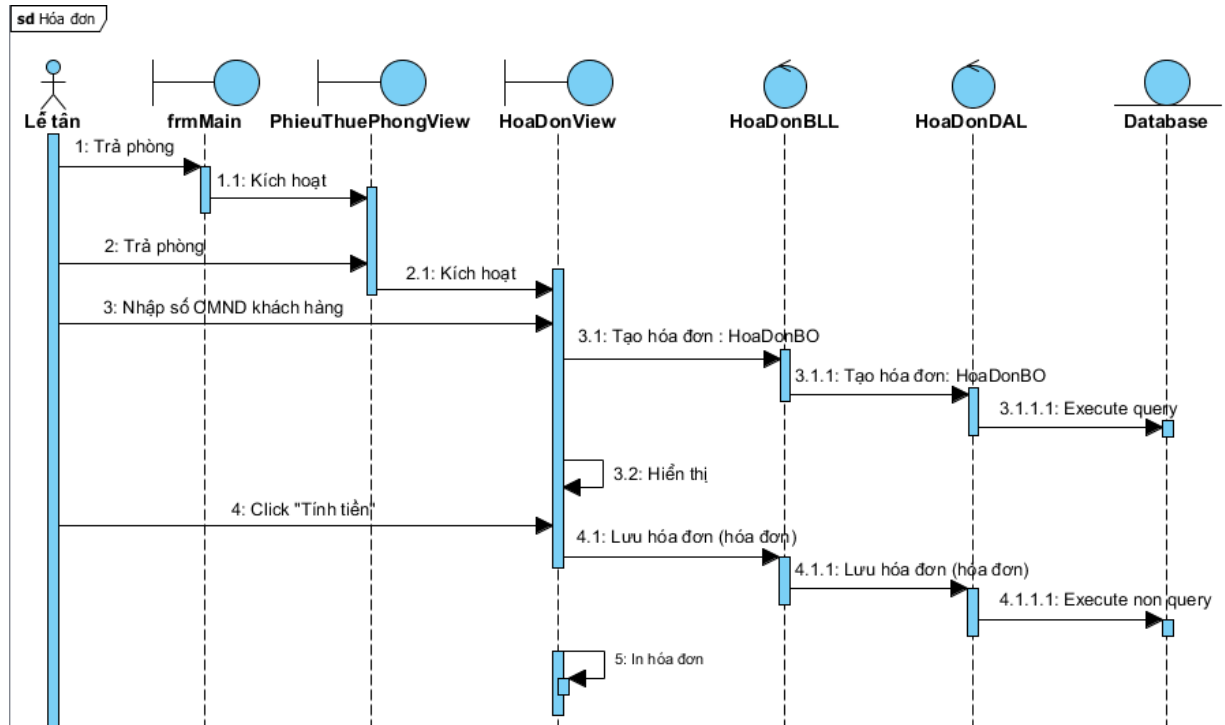 sd Hóa đơn
Lễ tân
frmMain
PhieuThuePhongView
HoaDonView
HoaDonBLL
HoaDonDAL
Database
1: Trả phòng
1.1: Kích hoạt
2: Trả phòng
2.1: Kích hoạt
3: Nhập số CMND khách hàng
3.1: Tạo hóa đơn : HoaDonBO
3.1.1: Tạo hóa đơn: HoaDonBO
3.1.1.1: Execute query
3.2: Hiển thị
4: Click "Tính tiền"
4.1: Lưu hóa đơn (hóa đơn)
4.1.1: Lưu hóa đơn (hóa đơn)
4.1.1.1: Execute non query
5: In hóa đơn